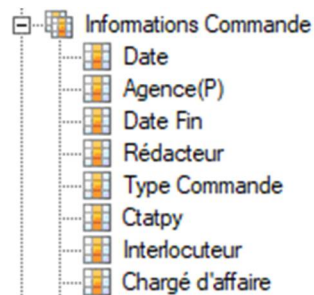 Informations Commande
Date
Agence(P)
Date Fin
Rédacteur
Type Commande
Ctatpy
Interlocuteur
Chargé d'affaire